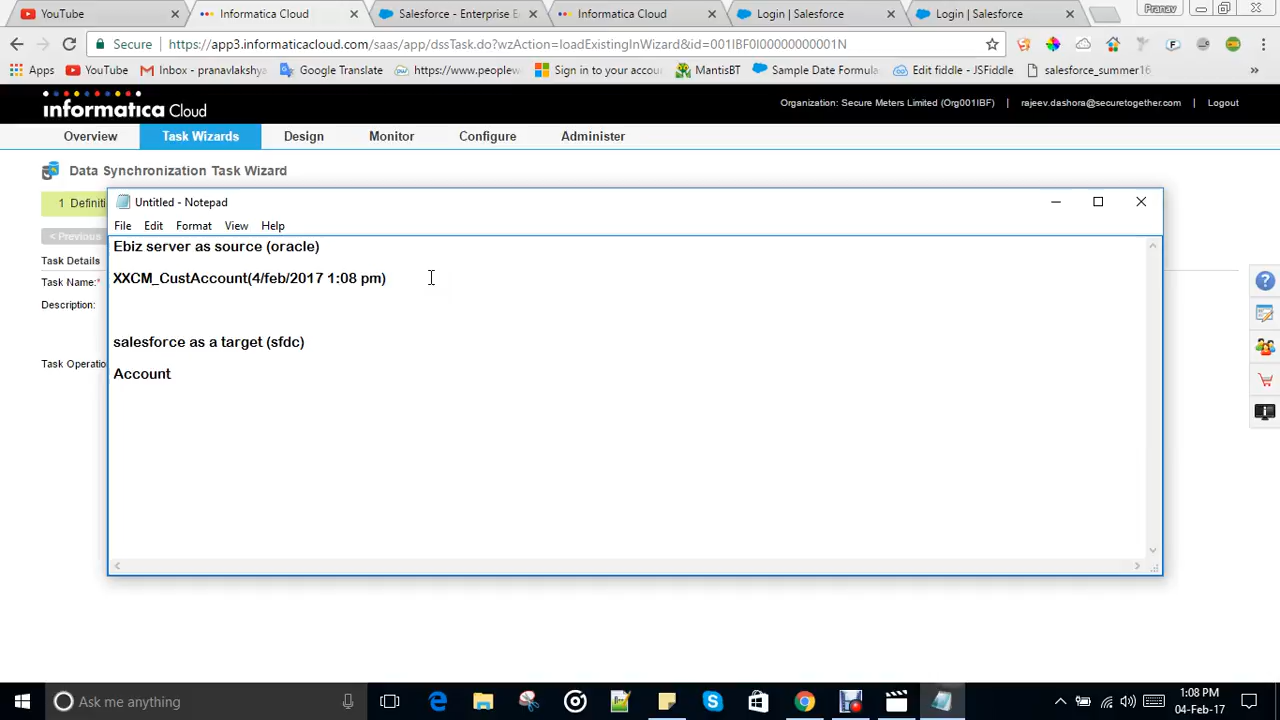 YouTube
Informatica Cloud
Salesforce - Enterprise E
Informatica Cloud
Login | Salesforce
Login | Salesforce
Pranav
Secure
https://app3.informaticacloud.com/saas/app/dqsTask.do?wzAction=loadExistingInWizard&id=001IBF0I00000000001N
Apps
YouTube
Inbox - pranavlakshya
Google Translate
https://www.peoplew
Sign in to your accou
MantisBT
Sample Date Formula
Edit fiddle - JSFiddle
salesforce_summer16
»
informatica Cloud
Organization: Secure Meters Limited (Org001IBF)
rajeev.dashora@securetogether.com
Logout
Overview
Task Wizards
Design
Monitor
Configure
Administer
Data Synchronization Task Wizard
1 Definiti
< Previous
Task Details
Task Name:*
Description:
Task Operatio
Untitled - Notepad
File
Edit
Format
View
Help
Ebiz server as source (oracle)
XXCM_CustAccount(4/feb/2017 1:08 pm)
salesforce as a target (sfdc)
Account
Ask me anything
1:08 PM
04-Feb-17